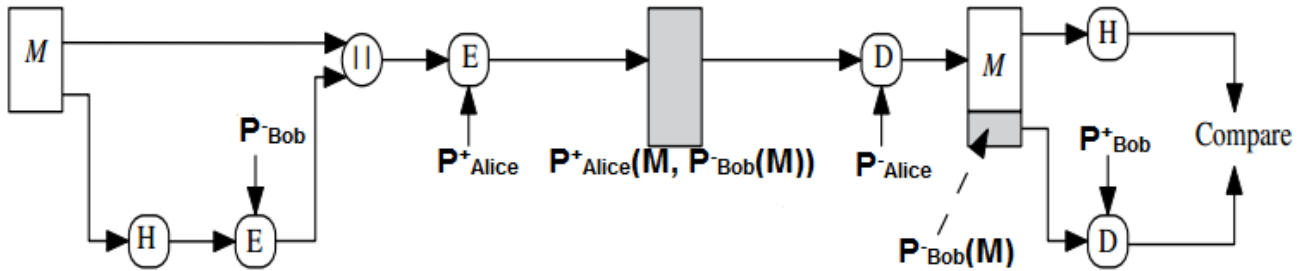 M
||
E
D
M
H
P⁻Bob
P⁺Alice
P⁺Alice(M, P⁻Bob(M))
P⁻Alice
P⁺Bob
Compare
H
E
P⁻Bob(M)
D